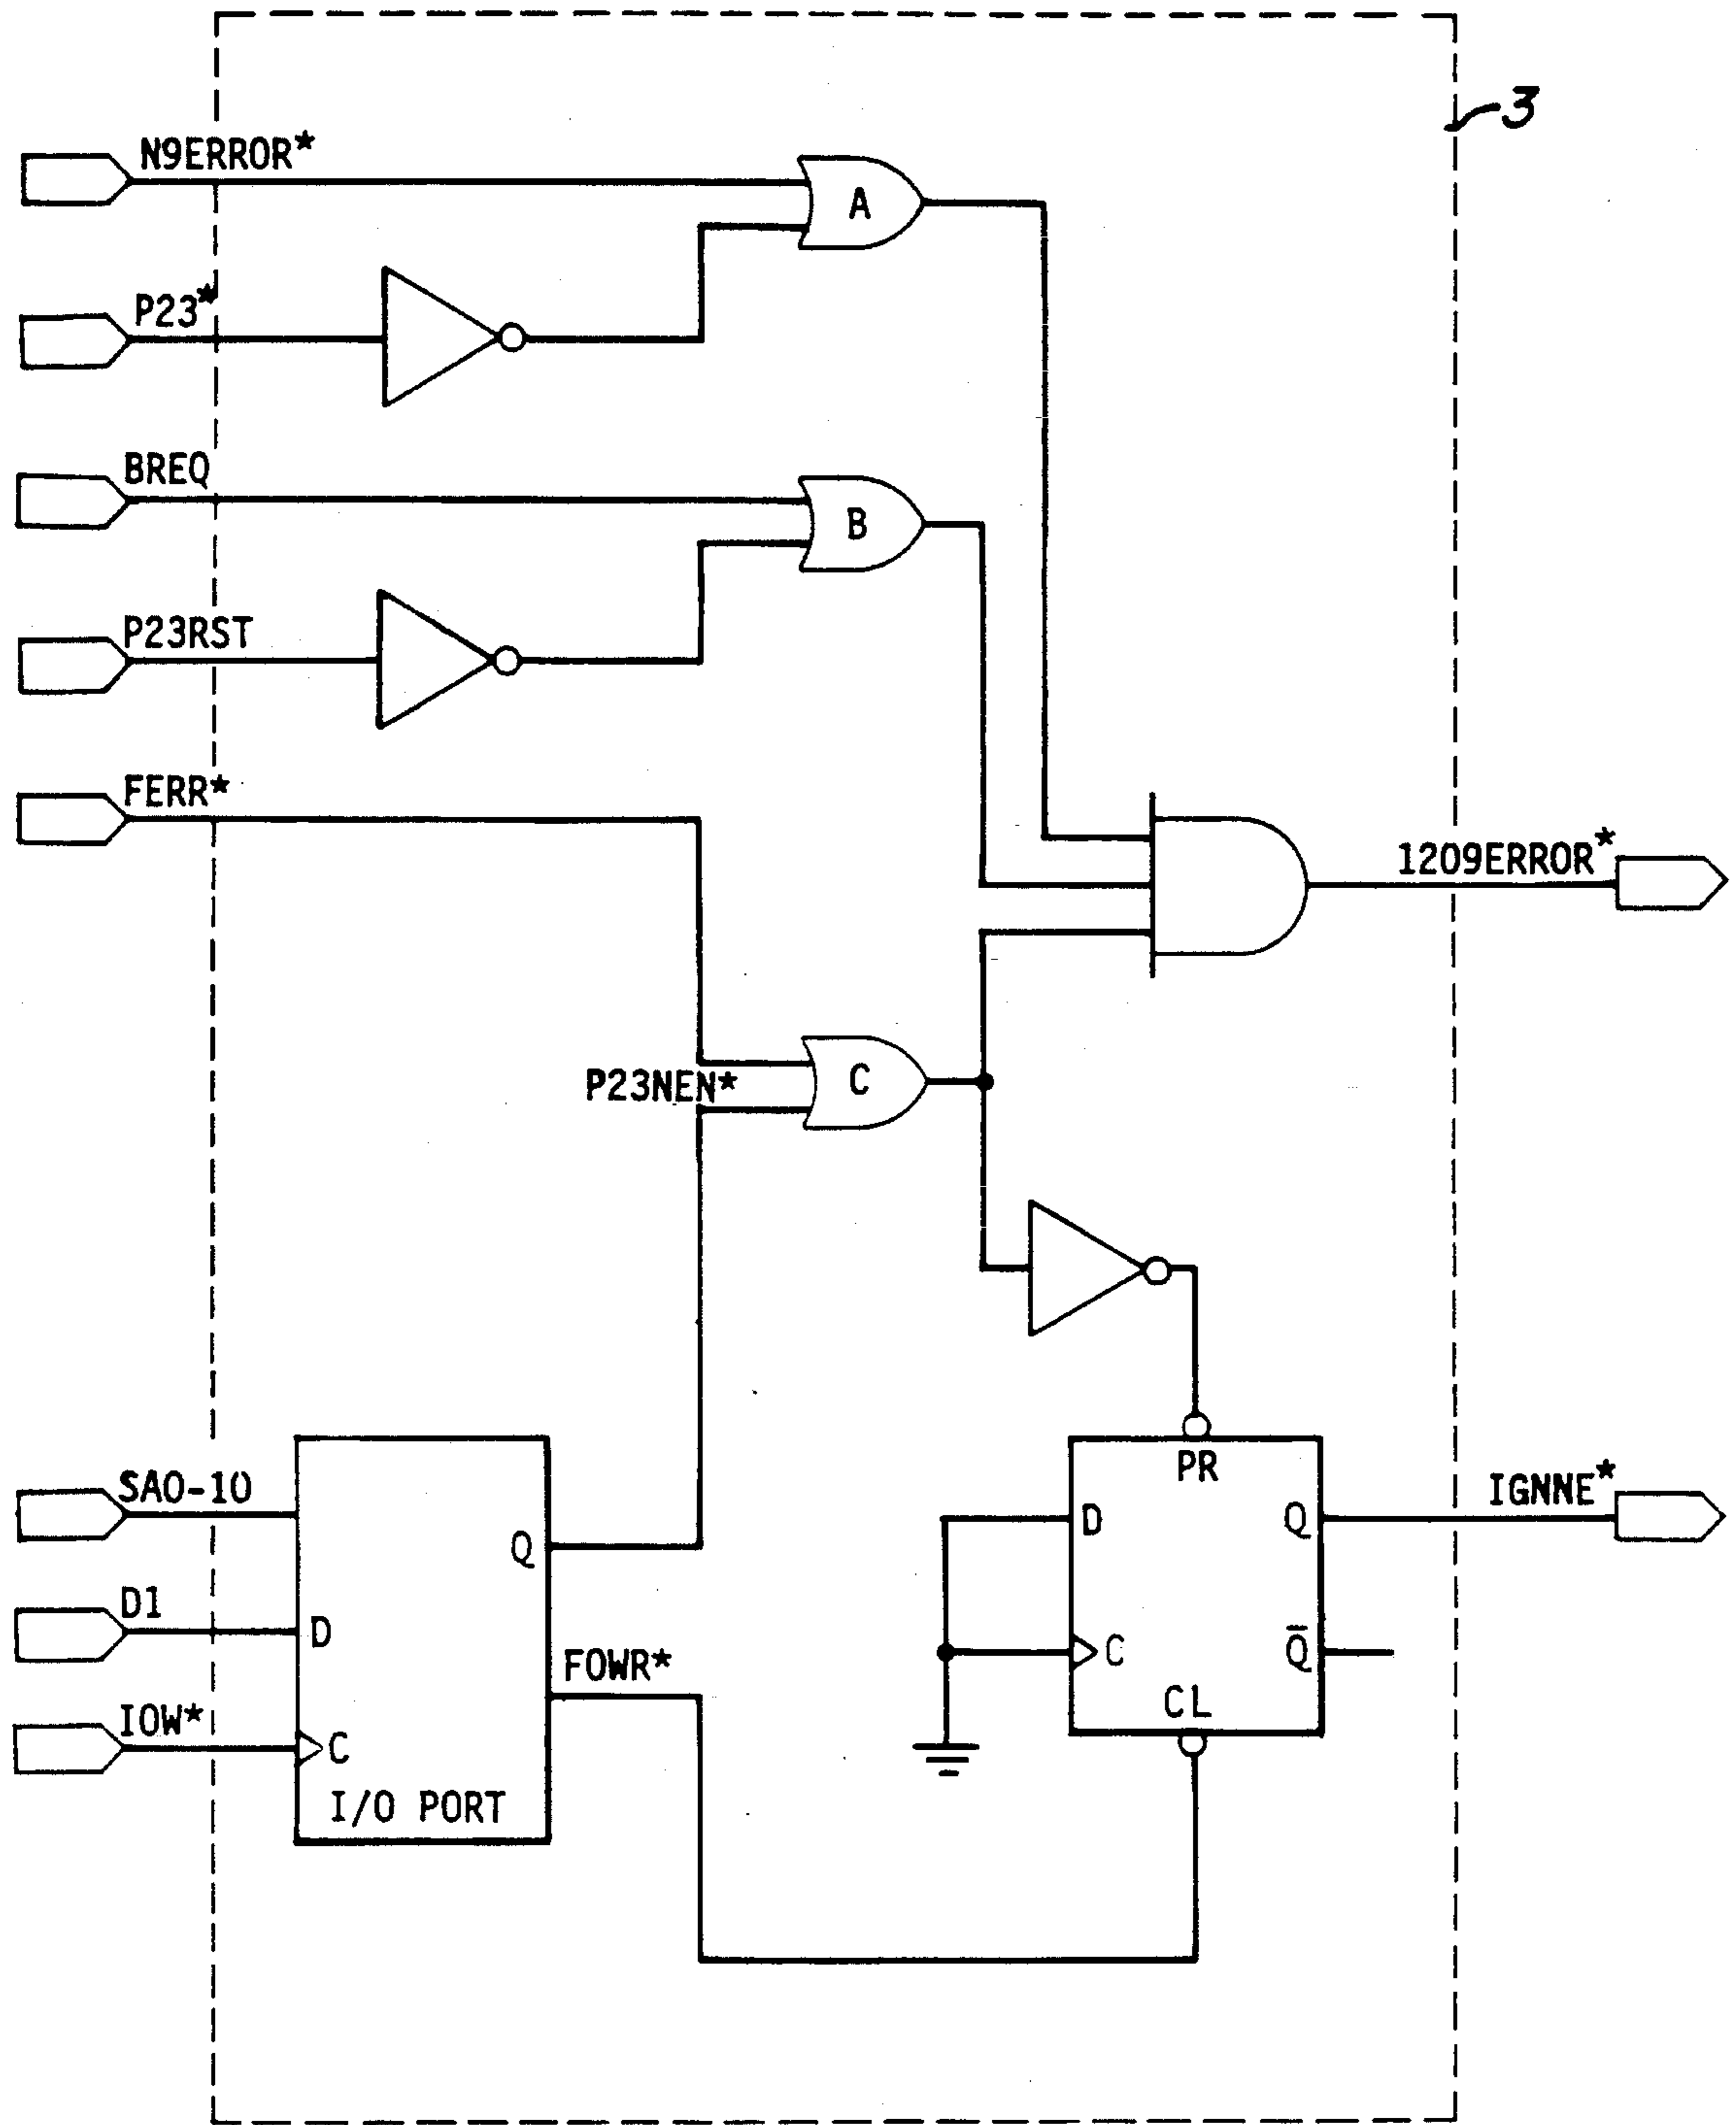 3
N9ERROR*
A
P23*
BREQ
B
P23RST
FERR*
1209ERROR*
P23NEN*
C
SA0-10
Q
D1
D
FOWR*
IOW*
C
I/O PORT
PR
D
Q
IGNNE*
C
Q̅
CL